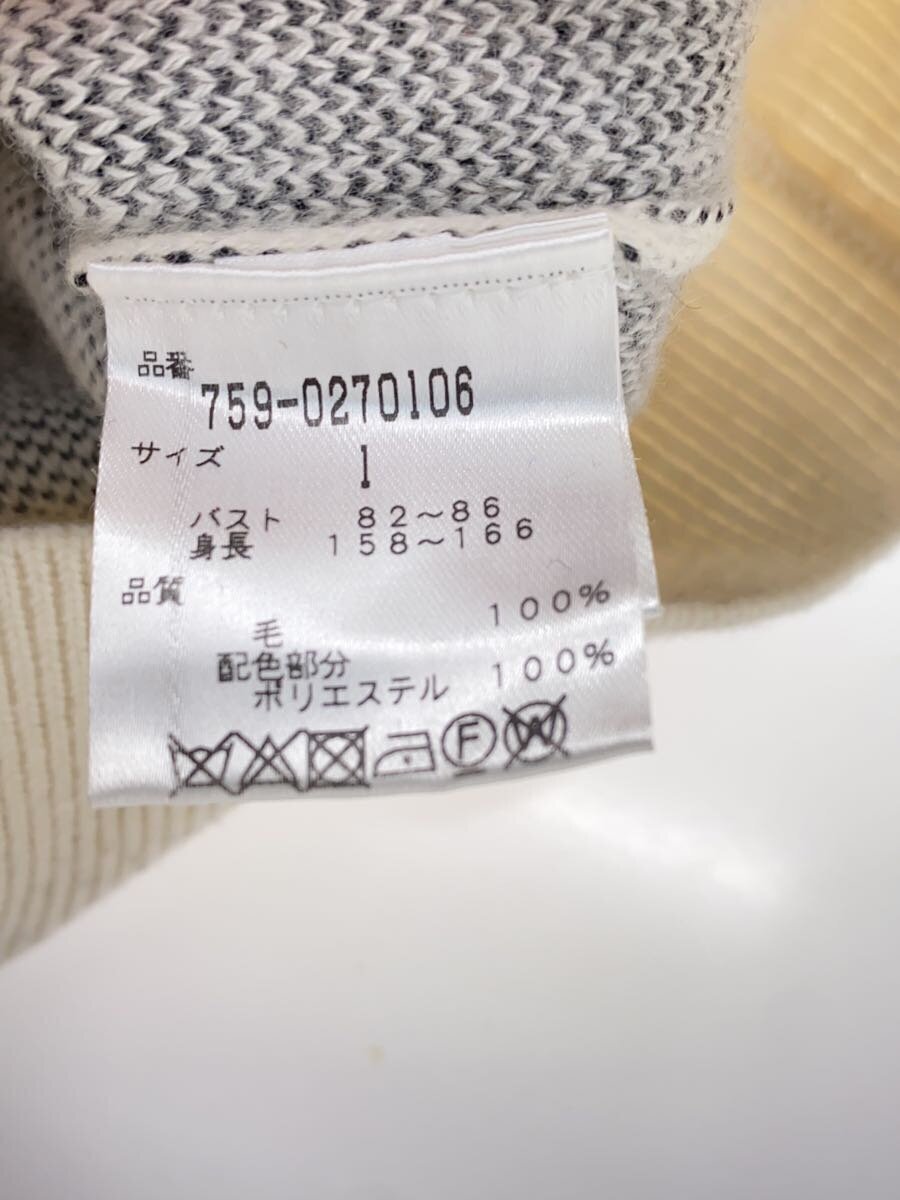 品番
759-0270106
サイズ 1
バスト 82～86
身長 158～166
品質
毛 100%
配色部分
ポリエステル 100%
F W